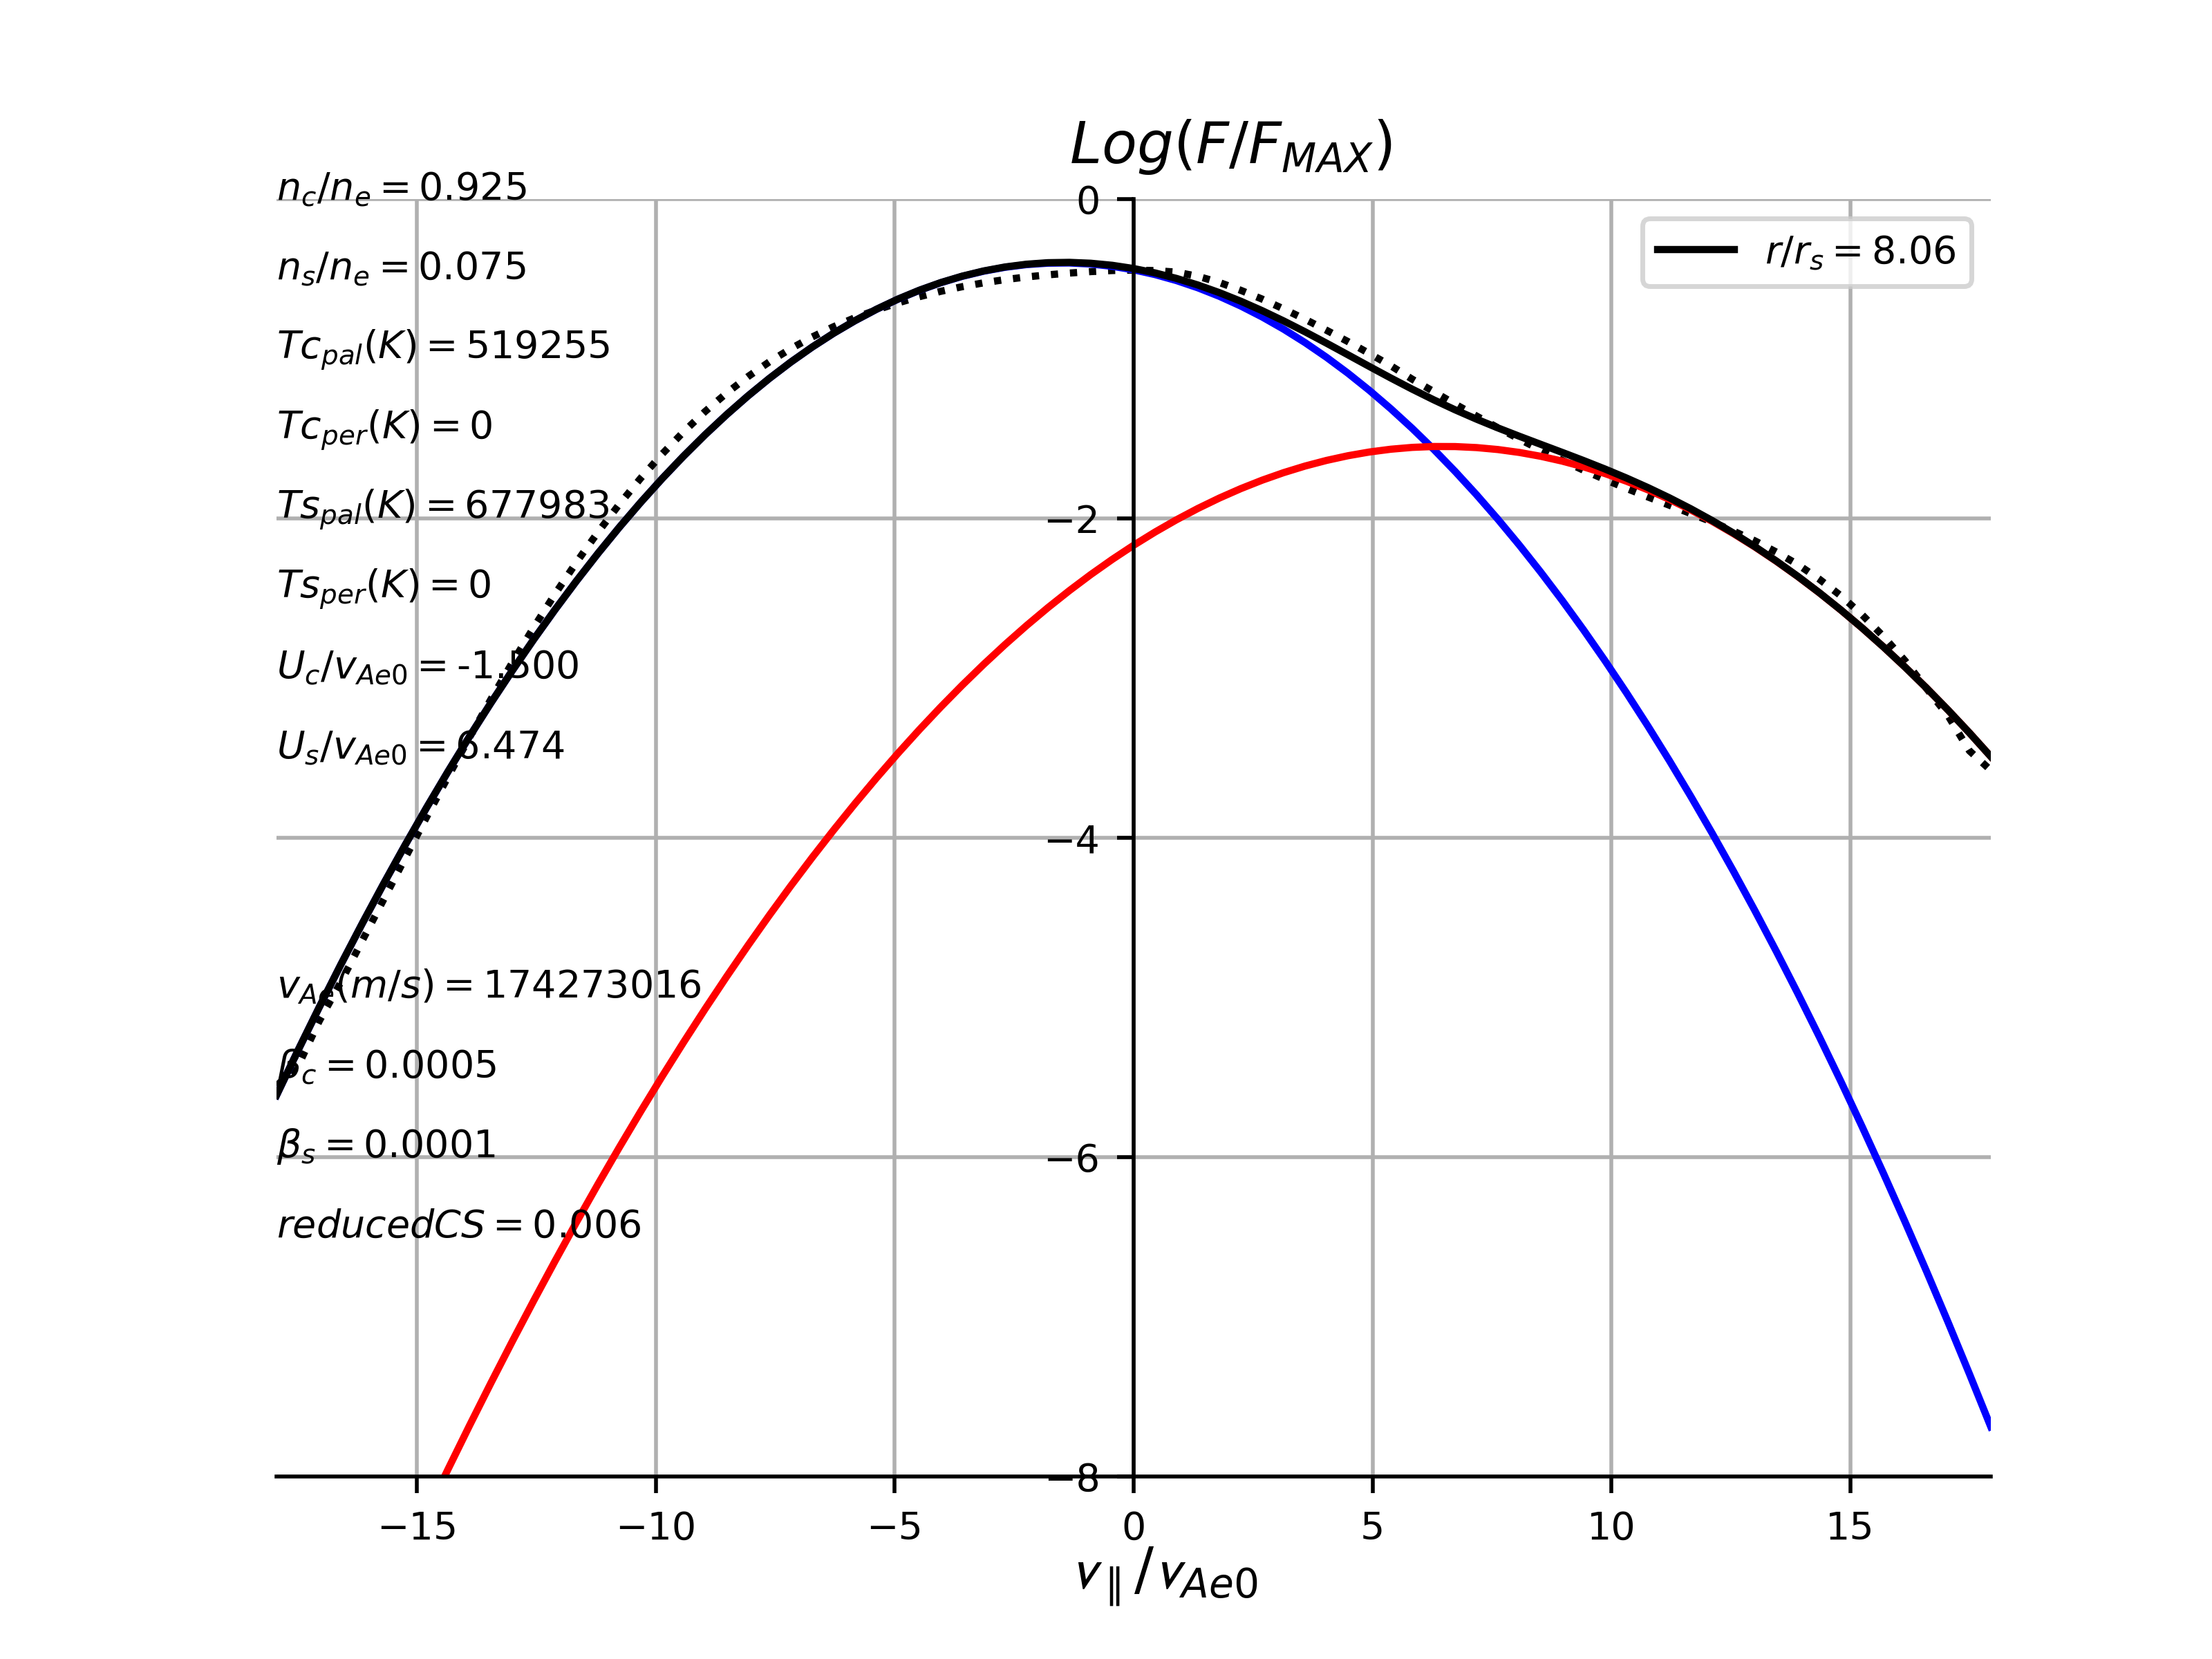 Log(F/F_MAX)
n_c/n_e = 0.925
0
r/r_s = 8.06
n_s/n_e = 0.075
Tc_pal(K) = 519255
Tc_per(K) = 0
Ts_pal(K) = 677983
−2
Ts_per(K) = 0
U_c/v_Ae0 = -1.500
U_s/v_Ae0 = 6.474
−4
v_Ae(m/s) = 174273016
β_c = 0.0005
β_s = 0.0001
−6
reducedCS = 0.006
−8
−15 −10 −5 0 5 10 15
v_∥/v_Ae0